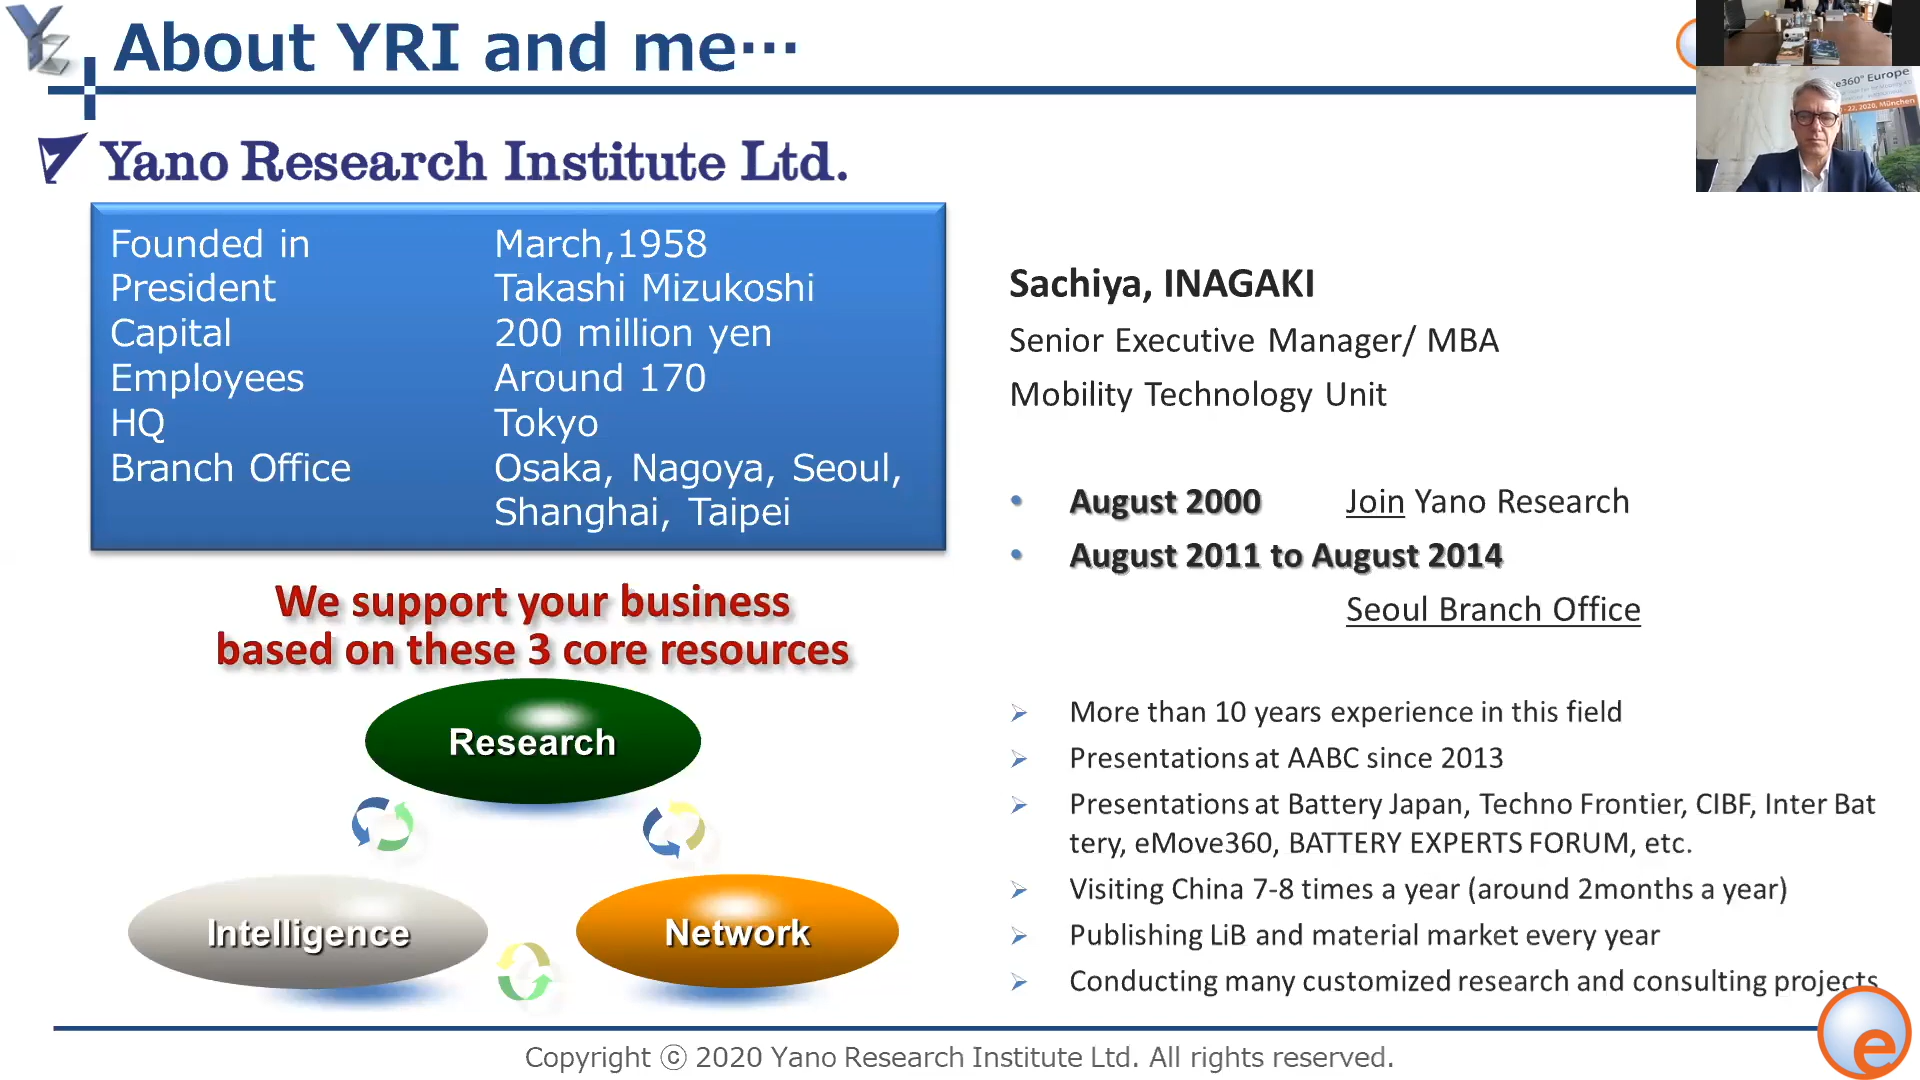 About YRI and me…
Yano Research Institute Ltd.
Founded in March,1958
President Takashi Mizukoshi
Capital 200 million yen
Employees Around 170
HQ Tokyo
Branch Office Osaka, Nagoya, Seoul,
Shanghai, Taipei
We support your business
based on these 3 core resources
Research
Intelligence
Network
Sachiya, INAGAKI
Senior Executive Manager/ MBA
Mobility Technology Unit
• August 2000 Join Yano Research
• August 2011 to August 2014
Seoul Branch Office
➢ More than 10 years experience in this field
➢ Presentations at AABC since 2013
➢ Presentations at Battery Japan, Techno Frontier, CIBF, Inter Bat
tery, eMove360, BATTERY EXPERTS FORUM, etc.
➢ Visiting China 7-8 times a year (around 2months a year)
➢ Publishing LiB and material market every year
➢ Conducting many customized research and consulting projects
Copyright ⓒ 2020 Yano Research Institute Ltd. All rights reserved.
e
e360° Europe
22, 2020, München